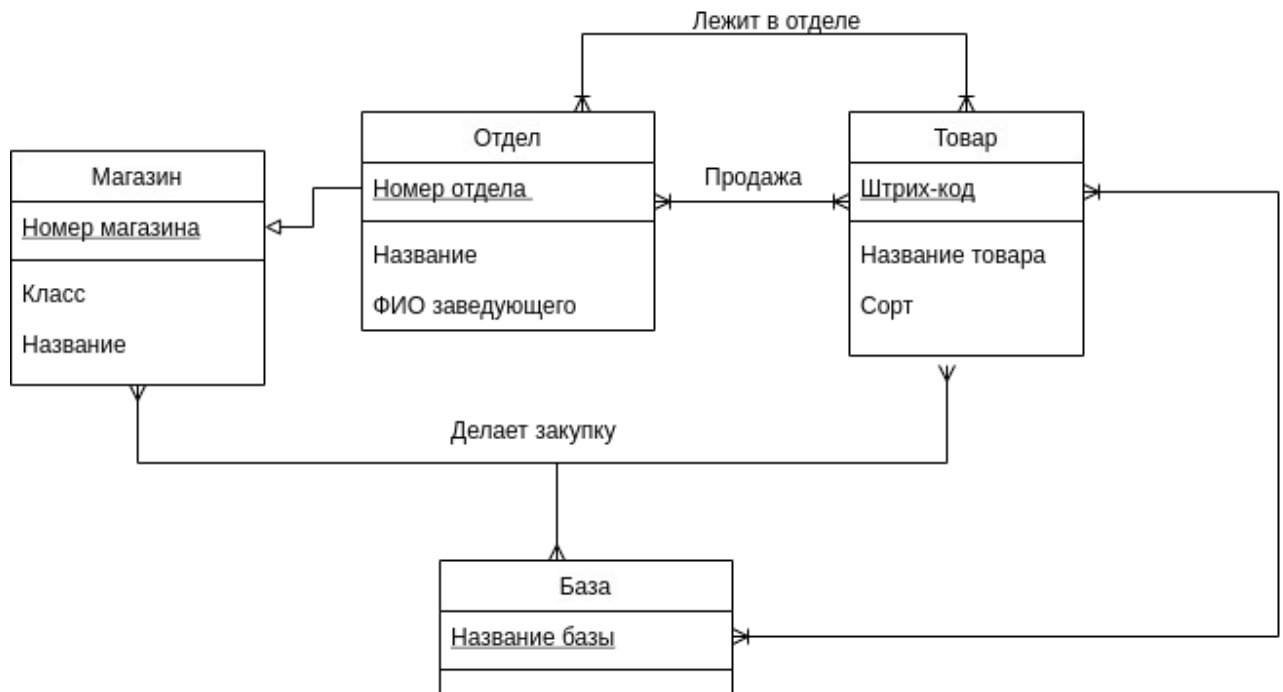 Лежит в отделе
Отдел
Номер отдела
Название
ФИО заведующего
Продажа
Товар
Штрих-код
Название товара
Сорт
Магазин
Номер магазина
Класс
Название
Делает закупку
База
Название базы